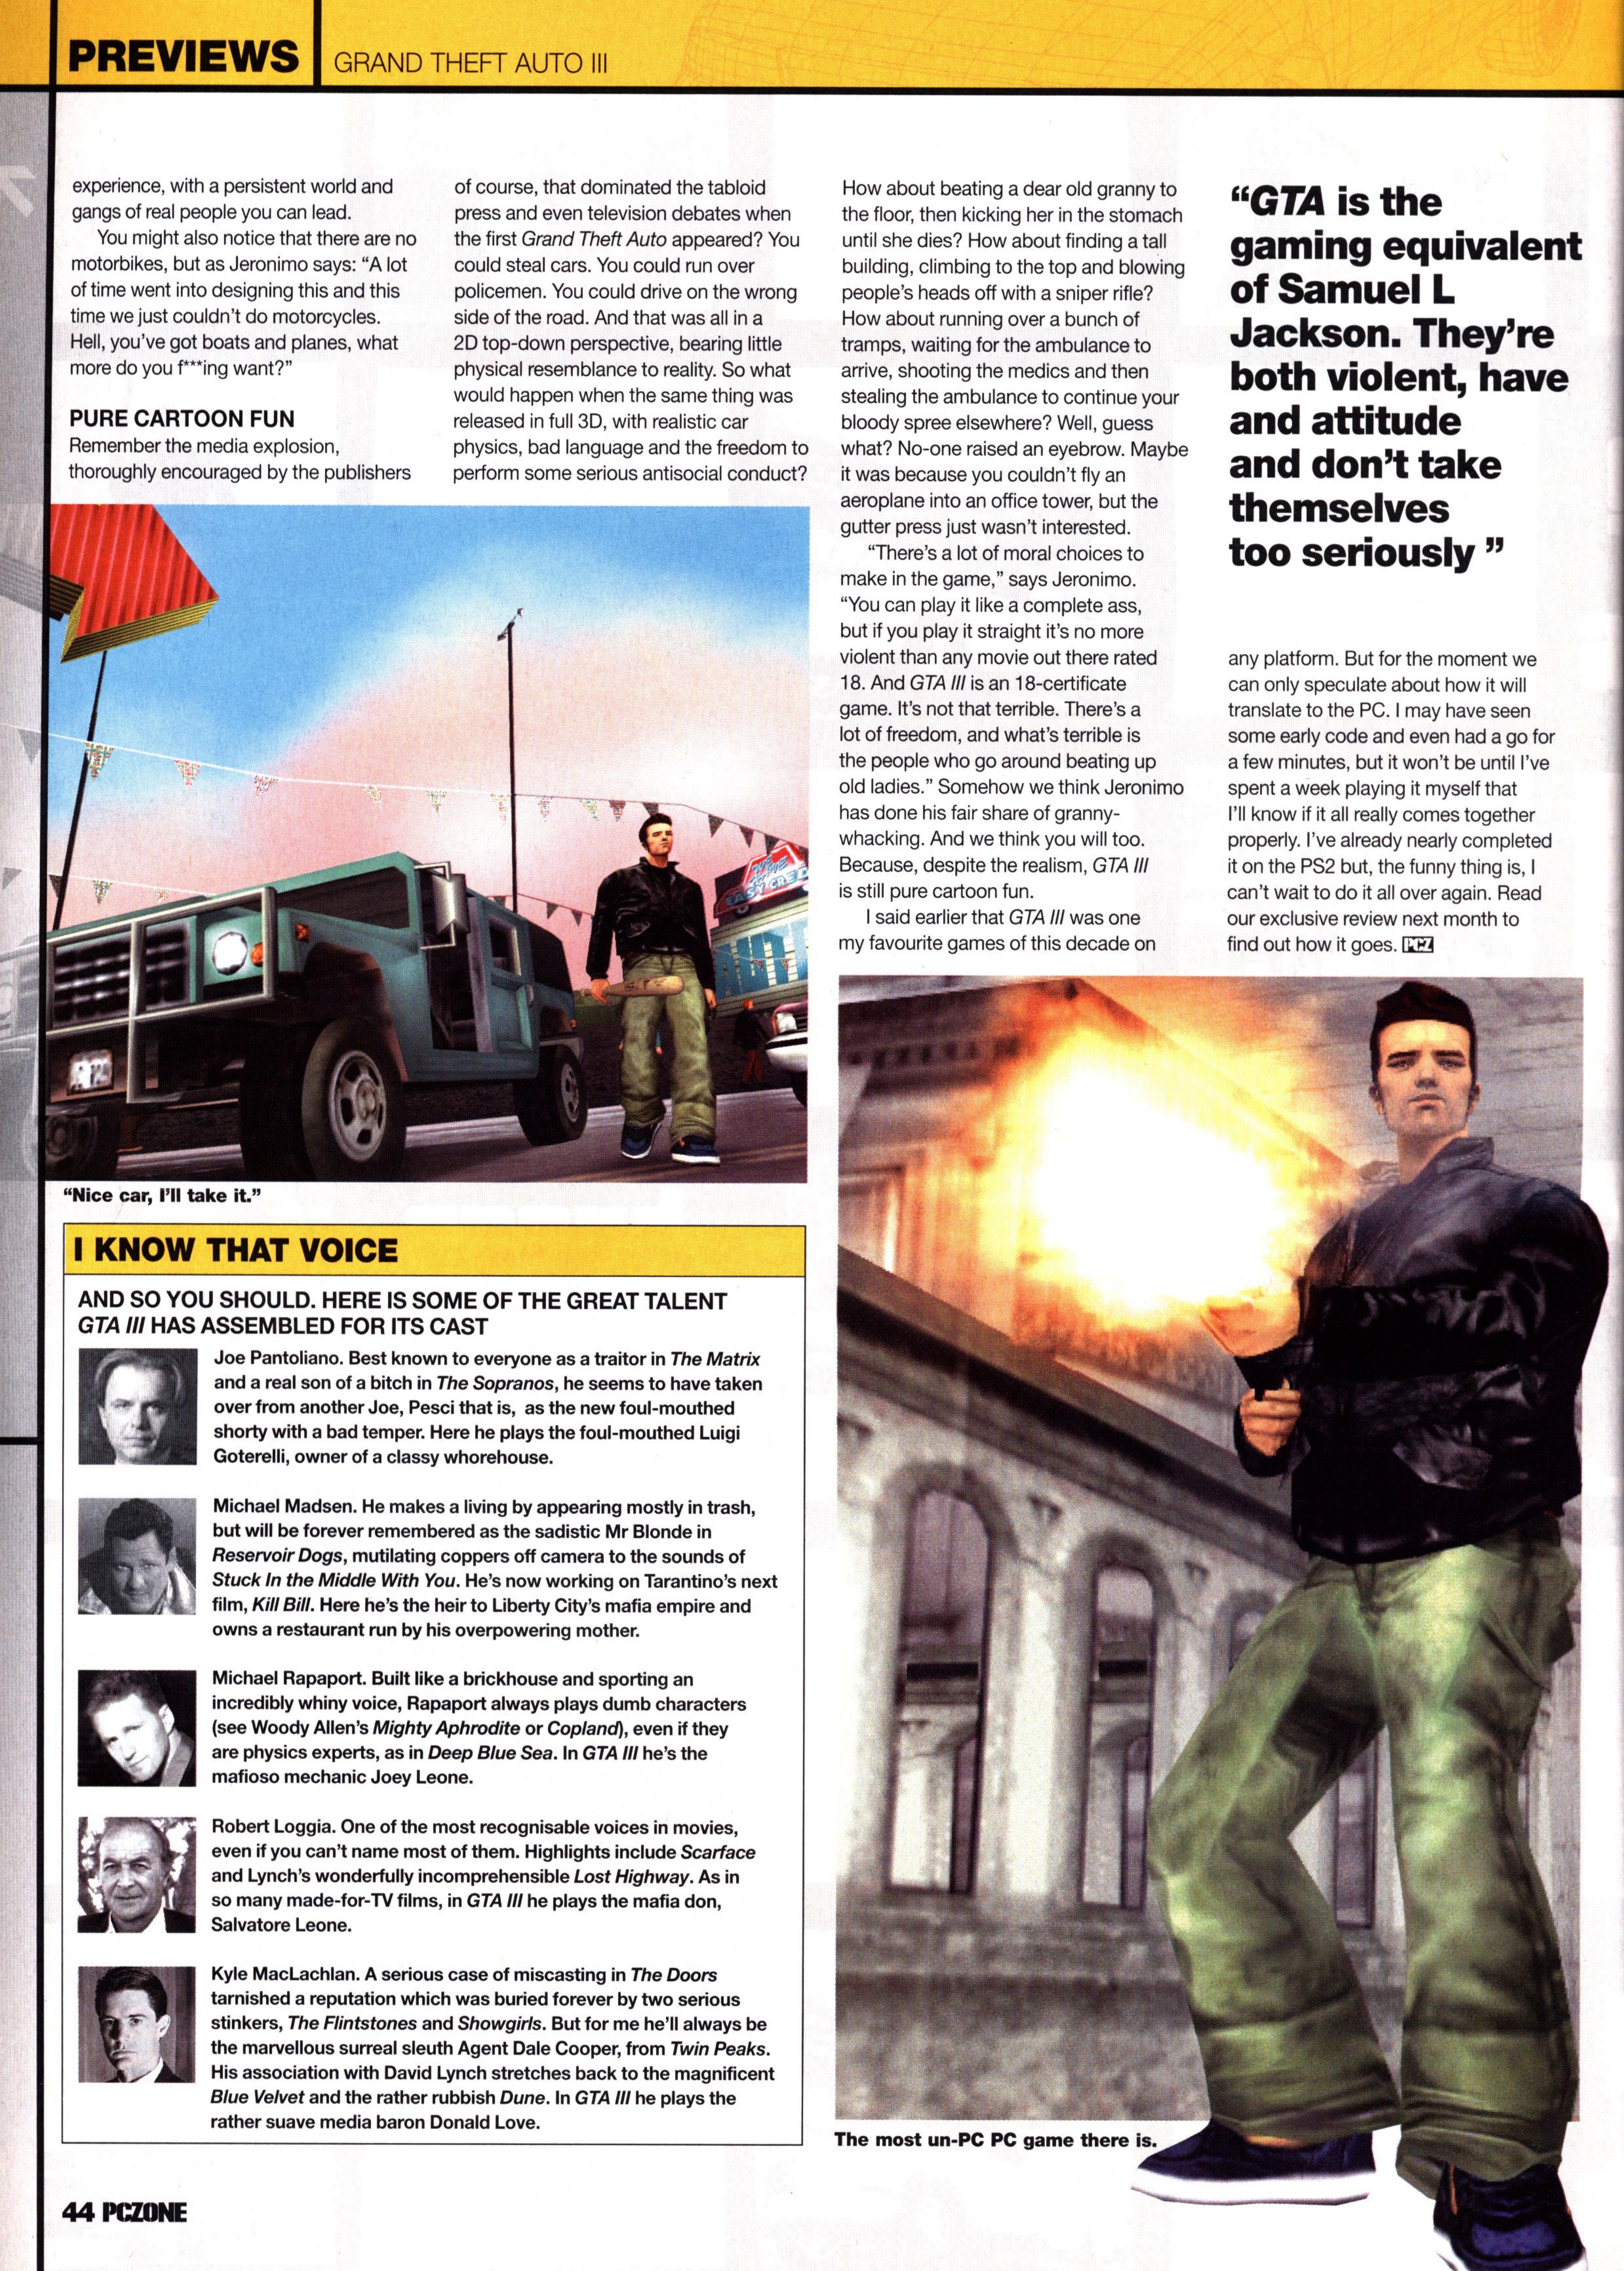 PREVIEWS
GRAND THEFT AUTO III
experience, with a persistent world and
gangs of real people you can lead.
You might also notice that there are no
motorbikes, but as Jeronimo says: “A lot
of time went into designing this and this
time we just couldn’t do motorcycles.
Hell, you’ve got boats and planes, what
more do you f***ing want?”
PURE CARTOON FUN
Remember the media explosion,
thoroughly encouraged by the publishers
of course, that dominated the tabloid
press and even television debates when
the first Grand Theft Auto appeared? You
could steal cars. You could run over
policemen. You could drive on the wrong
side of the road. And that was all in a
2D top-down perspective, bearing little
physical resemblance to reality. So what
would happen when the same thing was
released in full 3D, with realistic car
physics, bad language and the freedom to
perform some serious antisocial conduct?
How about beating a dear old granny to
the floor, then kicking her in the stomach
until she dies? How about finding a tall
building, climbing to the top and blowing
people’s heads off with a sniper rifle?
How about running over a bunch of
tramps, waiting for the ambulance to
arrive, shooting the medics and then
stealing the ambulance to continue your
bloody spree elsewhere? Well, guess
what? No-one raised an eyebrow. Maybe
it was because you couldn’t fly an
aeroplane into an office tower, but the
gutter press just wasn’t interested.
“There’s a lot of moral choices to
make in the game,” says Jeronimo.
“You can play it like a complete ass,
but if you play it straight it’s no more
violent than any movie out there rated
18. And GTA III is an 18-certificate
game. It’s not that terrible. There’s a
lot of freedom, and what’s terrible is
the people who go around beating up
old ladies.” Somehow we think Jeronimo
has done his fair share of granny-
whacking. And we think you will too.
Because, despite the realism, GTA III
is still pure cartoon fun.
I said earlier that GTA III was one
my favourite games of this decade on
“GTA is the
gaming equivalent
of Samuel L
Jackson. They’re
both violent, have
and attitude
and don’t take
themselves
too seriously ”
any platform. But for the moment we
can only speculate about how it will
translate to the PC. I may have seen
some early code and even had a go for
a few minutes, but it won’t be until I’ve
spent a week playing it myself that
I’ll know if it all really comes together
properly. I’ve already nearly completed
it on the PS2 but, the funny thing is, I
can’t wait to do it all over again. Read
our exclusive review next month to
find out how it goes. PCZ
EASY CRED
“Nice car, I’ll take it.”
I KNOW THAT VOICE
AND SO YOU SHOULD. HERE IS SOME OF THE GREAT TALENT
GTA III HAS ASSEMBLED FOR ITS CAST
Joe Pantoliano. Best known to everyone as a traitor in The Matrix
and a real son of a bitch in The Sopranos, he seems to have taken
over from another Joe, Pesci that is, as the new foul-mouthed
shorty with a bad temper. Here he plays the foul-mouthed Luigi
Goterelli, owner of a classy whorehouse.
Michael Madsen. He makes a living by appearing mostly in trash,
but will be forever remembered as the sadistic Mr Blonde in
Reservoir Dogs, mutilating coppers off camera to the sounds of
Stuck In the Middle With You. He’s now working on Tarantino’s next
film, Kill Bill. Here he’s the heir to Liberty City’s mafia empire and
owns a restaurant run by his overpowering mother.
Michael Rapaport. Built like a brickhouse and sporting an
incredibly whiny voice, Rapaport always plays dumb characters
(see Woody Allen’s Mighty Aphrodite or Copland), even if they
are physics experts, as in Deep Blue Sea. In GTA III he’s the
mafioso mechanic Joey Leone.
Robert Loggia. One of the most recognisable voices in movies,
even if you can’t name most of them. Highlights include Scarface
and Lynch’s wonderfully incomprehensible Lost Highway. As in
so many made-for-TV films, in GTA III he plays the mafia don,
Salvatore Leone.
Kyle MacLachlan. A serious case of miscasting in The Doors
tarnished a reputation which was buried forever by two serious
stinkers, The Flintstones and Showgirls. But for me he’ll always be
the marvellous surreal sleuth Agent Dale Cooper, from Twin Peaks.
His association with David Lynch stretches back to the magnificent
Blue Velvet and the rather rubbish Dune. In GTA III he plays the
rather suave media baron Donald Love.
The most un-PC PC game there is.
44 PCZONE